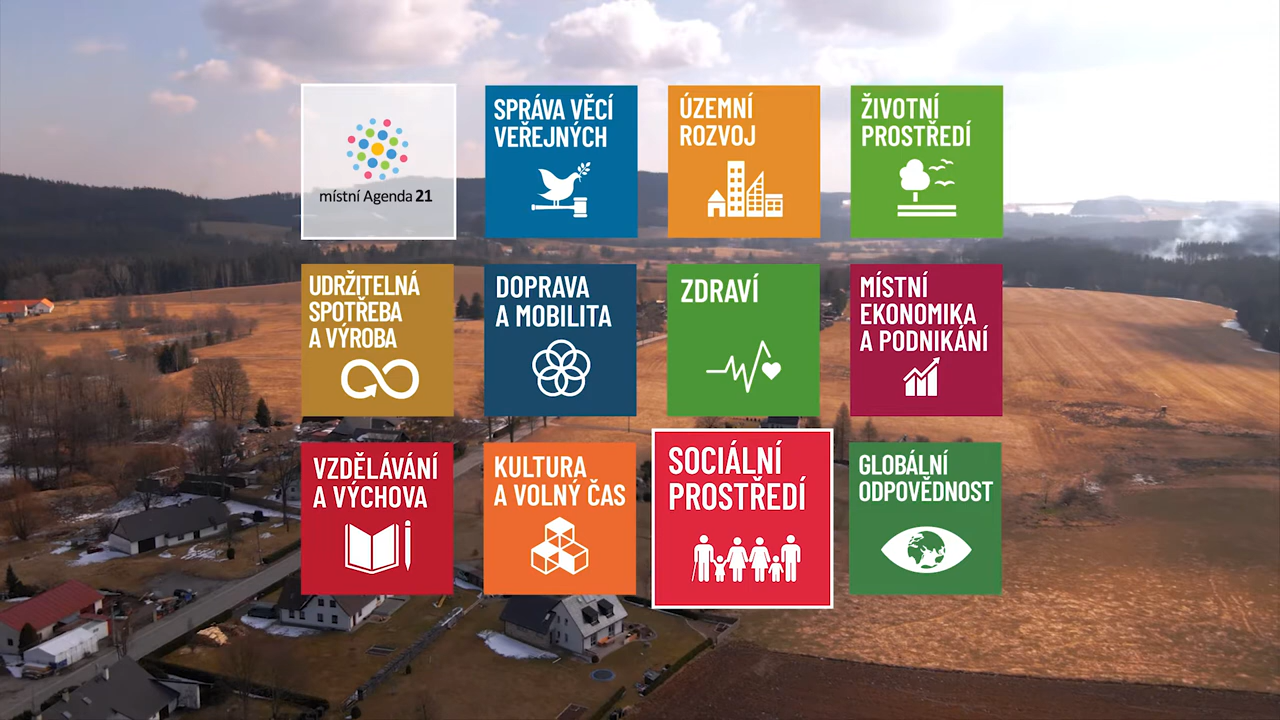 místní Agenda 21
SPRÁVA VĚCÍ
VEŘEJNÝCH
ÚZEMNÍ
ROZVOJ
ŽIVOTNÍ
PROSTŘEDÍ
UDRŽITELNÁ
SPOTŘEBA
A VÝROBA
DOPRAVA
A MOBILITA
ZDRAVÍ
MÍSTNÍ
EKONOMIKA
A PODNIKÁNÍ
VZDĚLÁVÁNÍ
A VÝCHOVA
KULTURA
A VOLNÝ ČAS
SOCIÁLNÍ
PROSTŘEDÍ
GLOBÁLNÍ
ODPOVĚDNOST